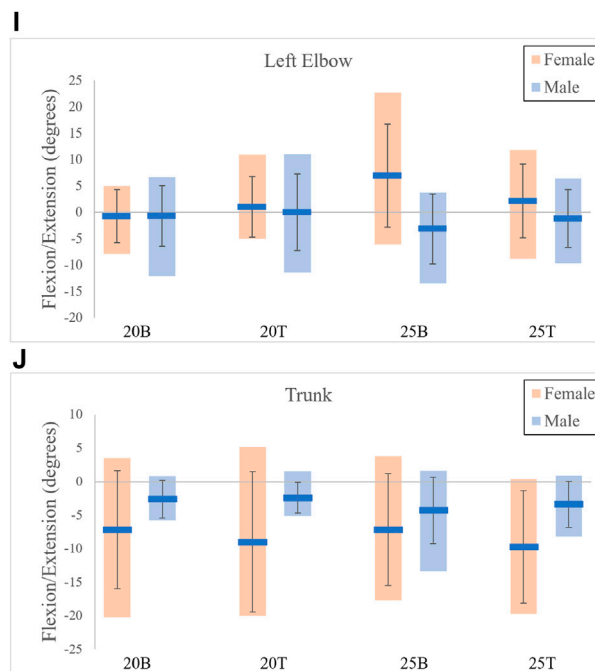 I
Left Elbow
Female
Male
Flexion/Extension (degrees)
25
20
15
10
5
0
-5
-10
-15
-20
20B 20T 25B 25T
J
Trunk
Female
Male
Flexion/Extension (degrees)
10
5
0
-5
-10
-15
-20
-25
20B 20T 25B 25T